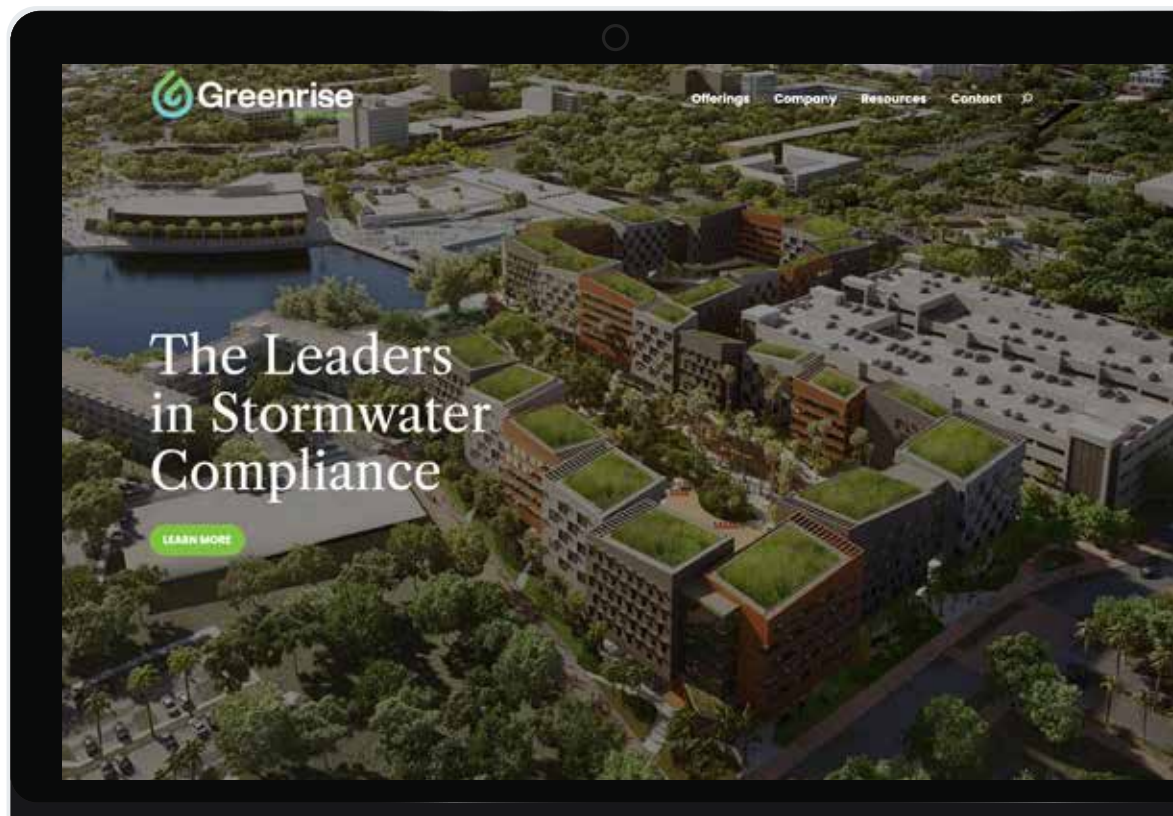 Greenrise
Offerings Company Resources Contact
The Leaders
in Stormwater
Compliance
LEARN MORE